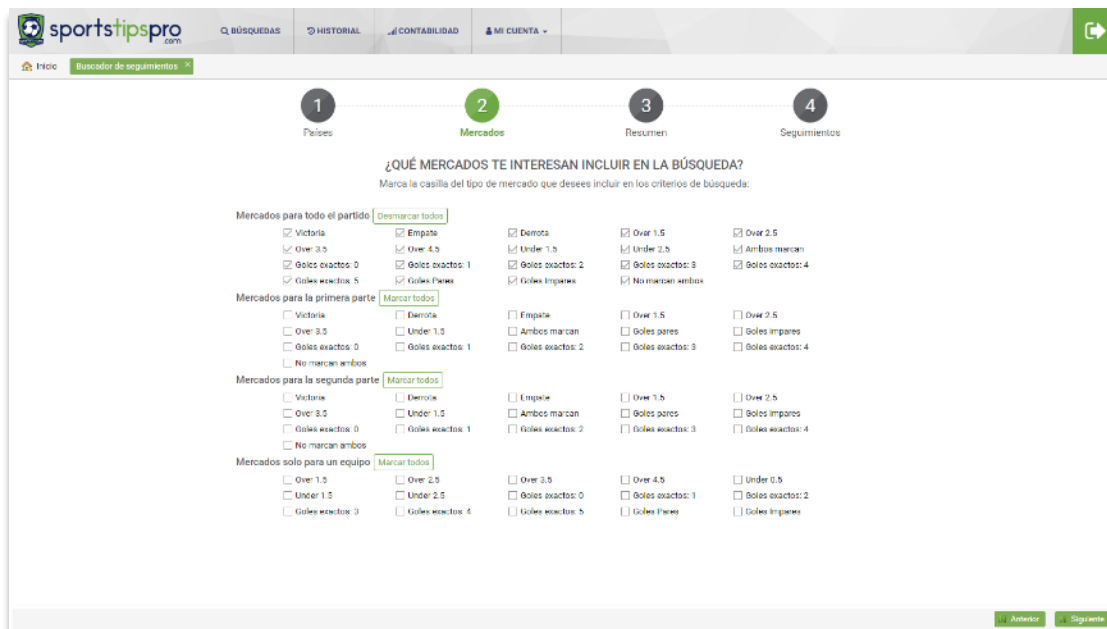 sportstipspro
.com
BÚSQUEDAS HISTORIAL CONTABILIDAD MI CUENTA
Inicio Buscador de seguimientos ×
1 2 3 4
Países Mercados Resumen Seguimientos
¿QUÉ MERCADOS TE INTERESAN INCLUIR EN LA BÚSQUEDA?
Marca la casilla del tipo de mercado que desees incluir en los criterios de búsqueda:
Mercados para todo el partido Desmarcar todos
Victoria Empate Derrota Over 1.5 Over 2.5
Over 3.5 Over 4.5 Under 1.5 Under 2.5 Ambos marcan
Goles exactos: 0 Goles exactos: 1 Goles exactos: 2 Goles exactos: 3 Goles exactos: 4
Goles exactos: 5 Goles Pares Goles Impares No marcan ambos
Mercados para la primera parte Marcar todos
Victoria Derrota Empate Over 1.5 Over 2.5
Over 3.5 Under 1.5 Ambos marcan Goles pares Goles impares
Goles exactos: 0 Goles exactos: 1 Goles exactos: 2 Goles exactos: 3 Goles exactos: 4
No marcan ambos
Mercados para la segunda parte Marcar todos
Victoria Derrota Empate Over 1.5 Over 2.5
Over 3.5 Under 1.5 Ambos marcan Goles pares Goles impares
Goles exactos: 0 Goles exactos: 1 Goles exactos: 2 Goles exactos: 3 Goles exactos: 4
No marcan ambos
Mercados solo para un equipo Marcar todos
Over 1.5 Over 2.5 Over 3.5 Over 4.5 Under 0.5
Under 1.5 Under 2.5 Goles exactos: 0 Goles exactos: 1 Goles exactos: 2
Goles exactos: 3 Goles exactos: 4 Goles exactos: 5 Goles Pares Goles Impares
Anterior Siguiente